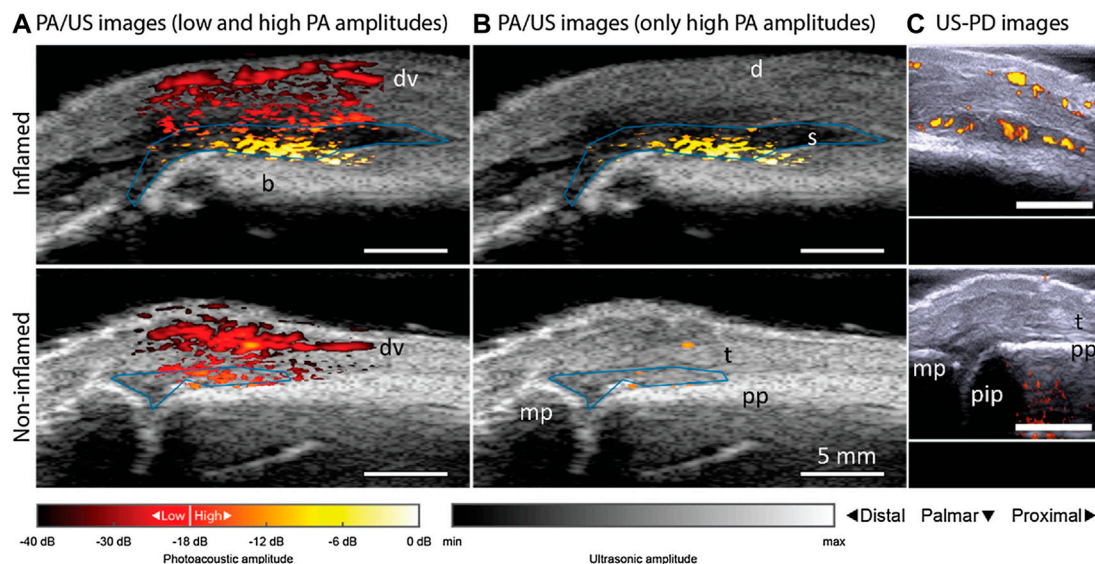 A PA/US images (low and high PA amplitudes)
B PA/US images (only high PA amplitudes)
C US-PD images
Inflamed
dv
b
d
s
Non-inflamed
dv
mp
t
pp
5 mm
t
pp
mp
pip
◄Low High►
-40 dB -30 dB -18 dB -12 dB -6 dB 0 dB
Photoacoustic amplitude
min max
Ultrasonic amplitude
◄Distal Palmar▼ Proximal►